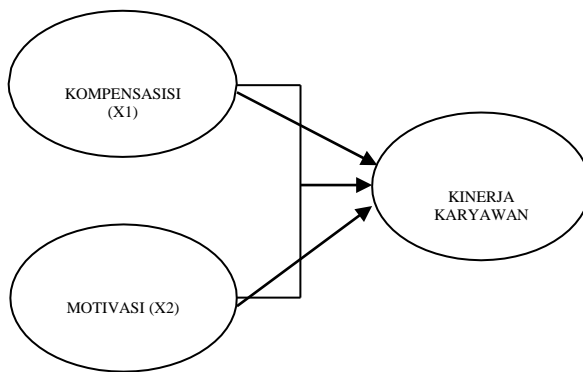 KOMPENSASISI
(X1)
KINERJA
KARYAWAN
MOTIVASI (X2)